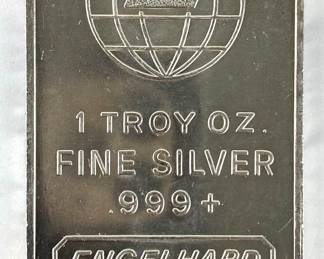 1 TROY OZ.
FINE SILVER
.999+
ENGELHARD